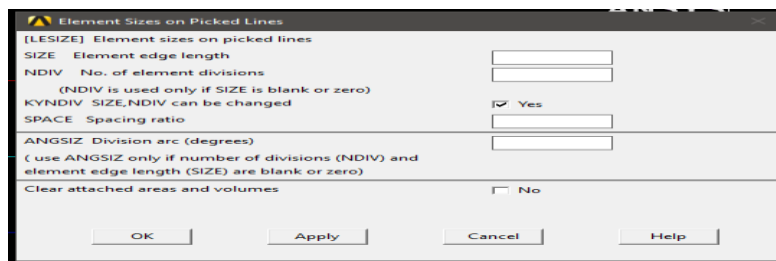 ANSYS
Element Sizes on Picked Lines
[LESIZE] Element sizes on picked lines
SIZE Element edge length
NDIV No. of element divisions
(NDIV is used only if SIZE is blank or zero)
KYNDIV SIZE,NDIV can be changed Yes
SPACE Spacing ratio
ANGSIZ Division arc (degrees)
( use ANGSIZ only if number of divisions (NDIV) and
element edge length (SIZE) are blank or zero)
Clear attached areas and volumes No
OK Apply Cancel Help